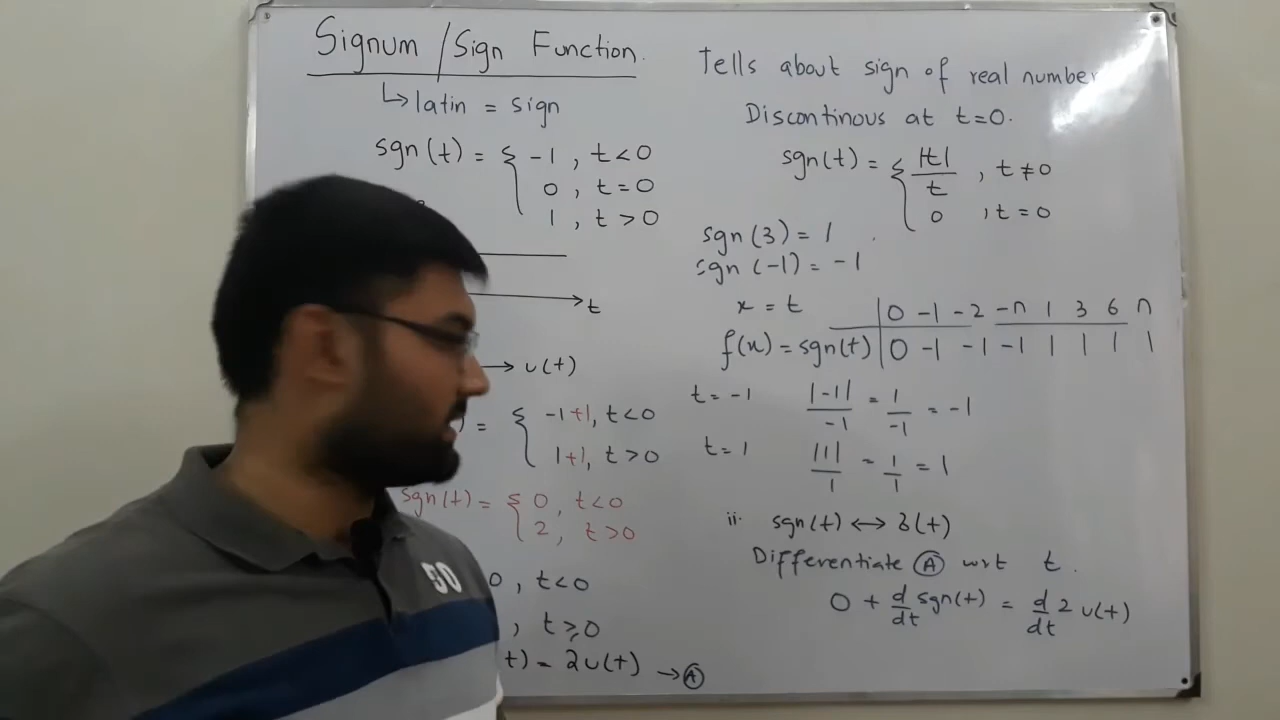 Signum / Sign Function.
↳ latin = sign
sgn(t) = { -1 , t<0
0 , t=0
1 , t>0
→ t
→ u(t)
) = { -1+1, t<0
1+1, t>0
sgn(t) = { 0 , t<0
2 , t>0
0 , t<0
, t≥0
t) = 2u(t) → Ⓐ
Tells about sign of real number
Discontinous at t=0.
sgn(t) = { |t|/t , t≠0
0 , t=0
sgn(3) = 1
sgn(-1) = -1
x = t | 0 -1 -2 -n 1 3 6 n
f(x) = sgn(t) | 0 -1 -1 -1 1 1 1 1
t = -1 |-1|/-1 = 1/-1 = -1
t = 1 |1|/1 = 1/1 = 1
ii. sgn(t) ↔ δ(t)
Differentiate Ⓐ wrt t.
0 + d/dt sgn(t) = d/dt 2 u(t)
50